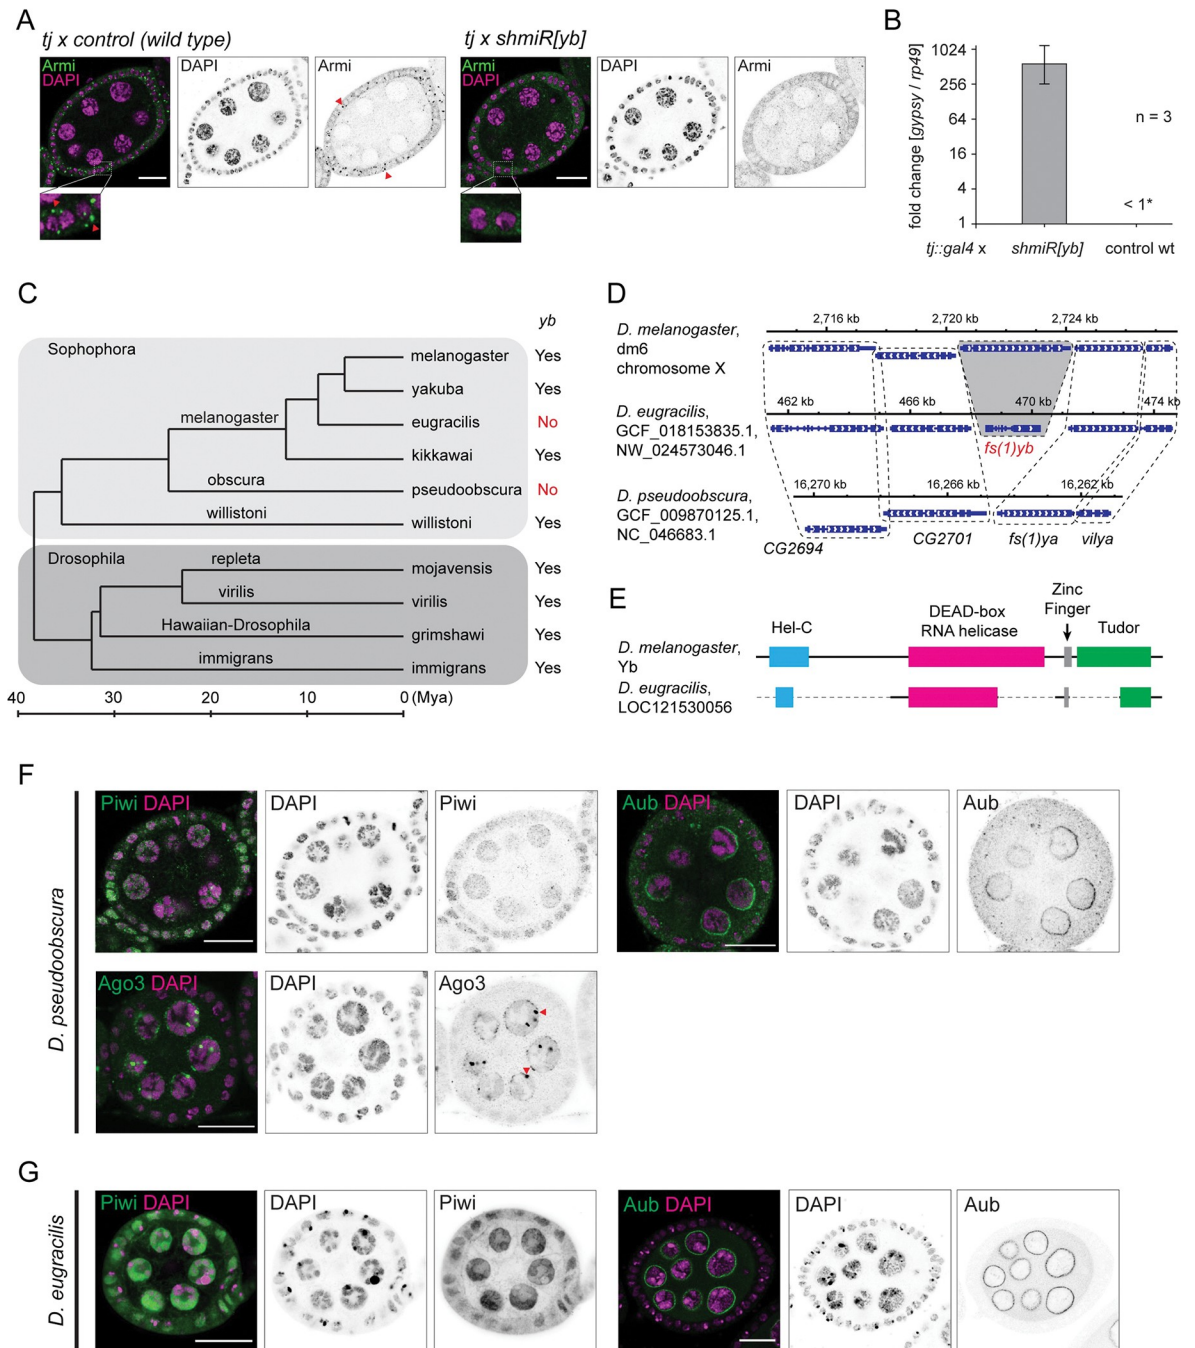 A
tj x control (wild type)
tj x shmiR[yb]
Armi
DAPI
DAPI
Armi
Armi
DAPI
DAPI
Armi
B
fold change [gypsy / rp49]
1024
256
64
16
4
1
n = 3
< 1*
tj::gal4 x
shmiR[yb]
control wt
C
yb
Sophophora
melanogaster
Yes
yakuba
Yes
melanogaster
eugracilis
No
kikkawai
Yes
obscura
pseudoobscura
No
willistoni
willistoni
Yes
Drosophila
repleta
mojavensis
Yes
virilis
virilis
Yes
Hawaiian-Drosophila
grimshawi
Yes
immigrans
immigrans
Yes
40
30
20
10
0 (Mya)
D
2,716 kb
2,720 kb
2,724 kb
D. melanogaster,
dm6
chromosome X
462 kb
466 kb
470 kb
474 kb
D. eugracilis,
GCF_018153835.1,
NW_024573046.1
fs(1)yb
16,270 kb
16,266 kb
16,262 kb
D. pseudoobscura,
GCF_009870125.1,
NC_046683.1
CG2694
CG2701
fs(1)ya
vilya
E
Hel-C
DEAD-box
RNA helicase
Zinc
Finger
Tudor
D. melanogaster,
Yb
D. eugracilis,
LOC121530056
F
D. pseudoobscura
Piwi DAPI
DAPI
Piwi
Aub DAPI
DAPI
Aub
Ago3 DAPI
DAPI
Ago3
G
D. eugracilis
Piwi DAPI
DAPI
Piwi
Aub DAPI
DAPI
Aub